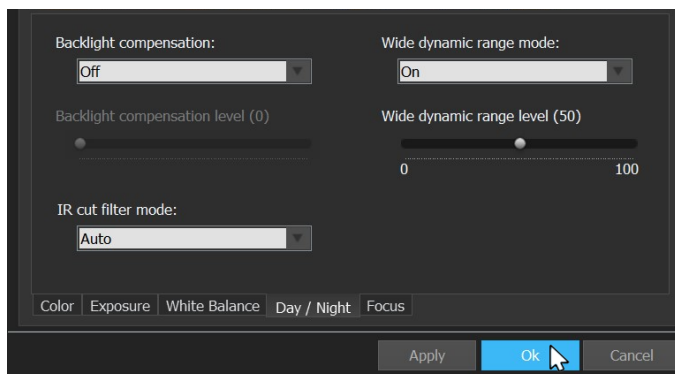 Backlight compensation: Wide dynamic range mode:
Off On
Backlight compensation level (0) Wide dynamic range level (50)
0 100
IR cut filter mode:
Auto
Color Exposure White Balance Day / Night Focus
Apply Ok Cancel